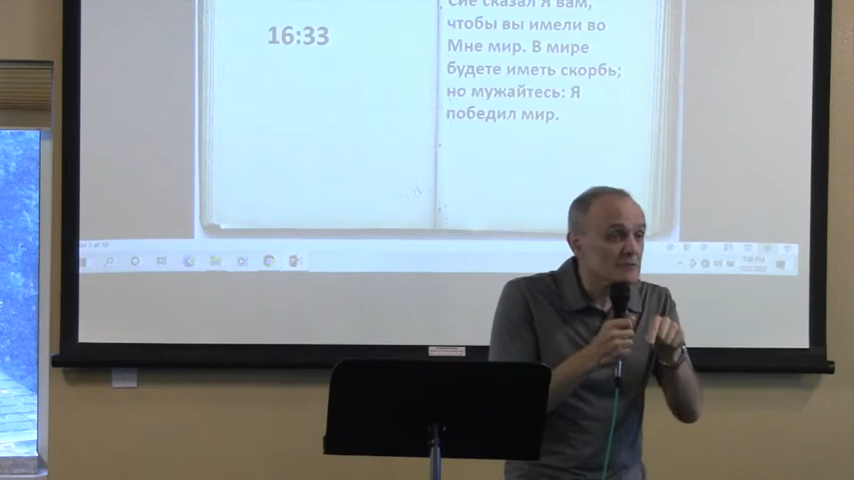 16:33
Сие сказал Я вам,
чтобы вы имели во
Мне мир. В мире
будете иметь скорбь;
но мужайтесь: Я
победил мир.